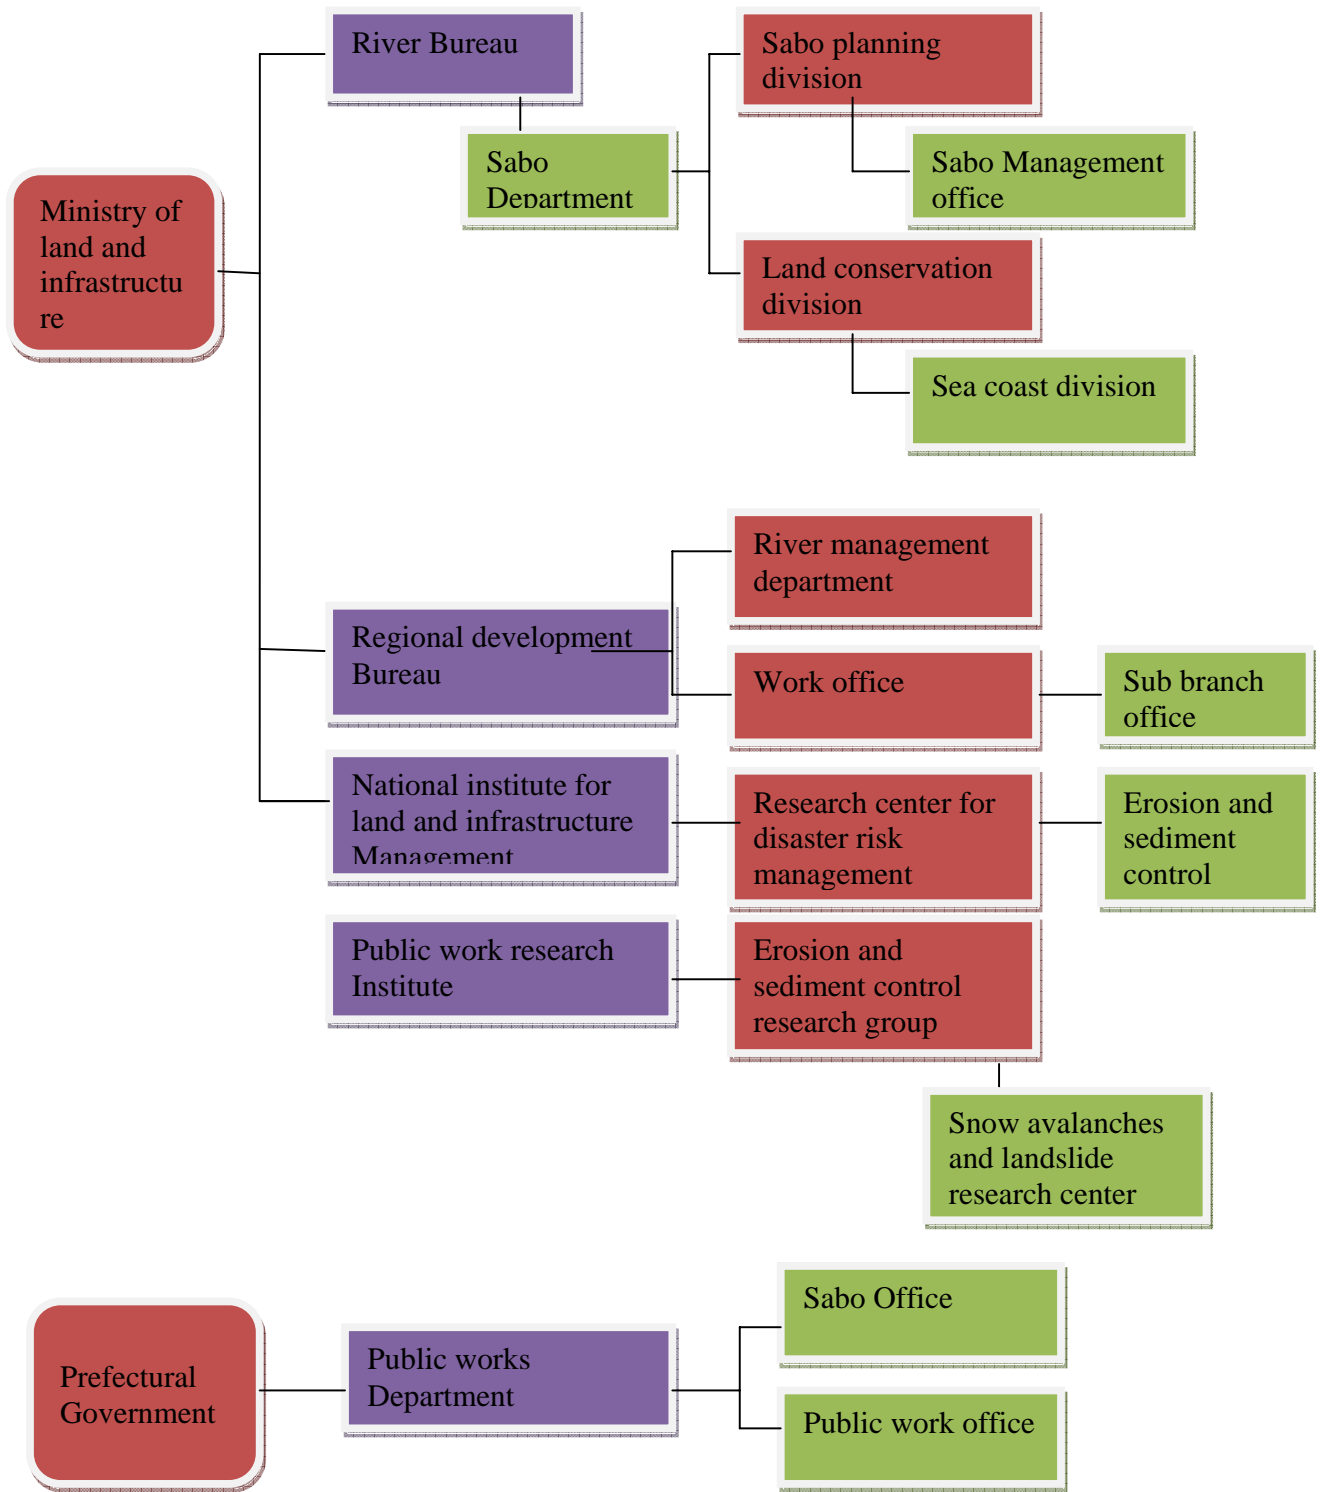 River Bureau
Sabo planning
division
Sabo
Department
Sabo Management
office
Ministry of
land and
infrastructu
re
Land conservation
division
Sea coast division
River management
department
Regional development
Bureau
Work office
Sub branch
office
National institute for
land and infrastructure
Management
Research center for
disaster risk
management
Erosion and
sediment
control
Public work research
Institute
Erosion and
sediment control
research group
Snow avalanches
and landslide
research center
Sabo Office
Prefectural
Government
Public works
Department
Public work office